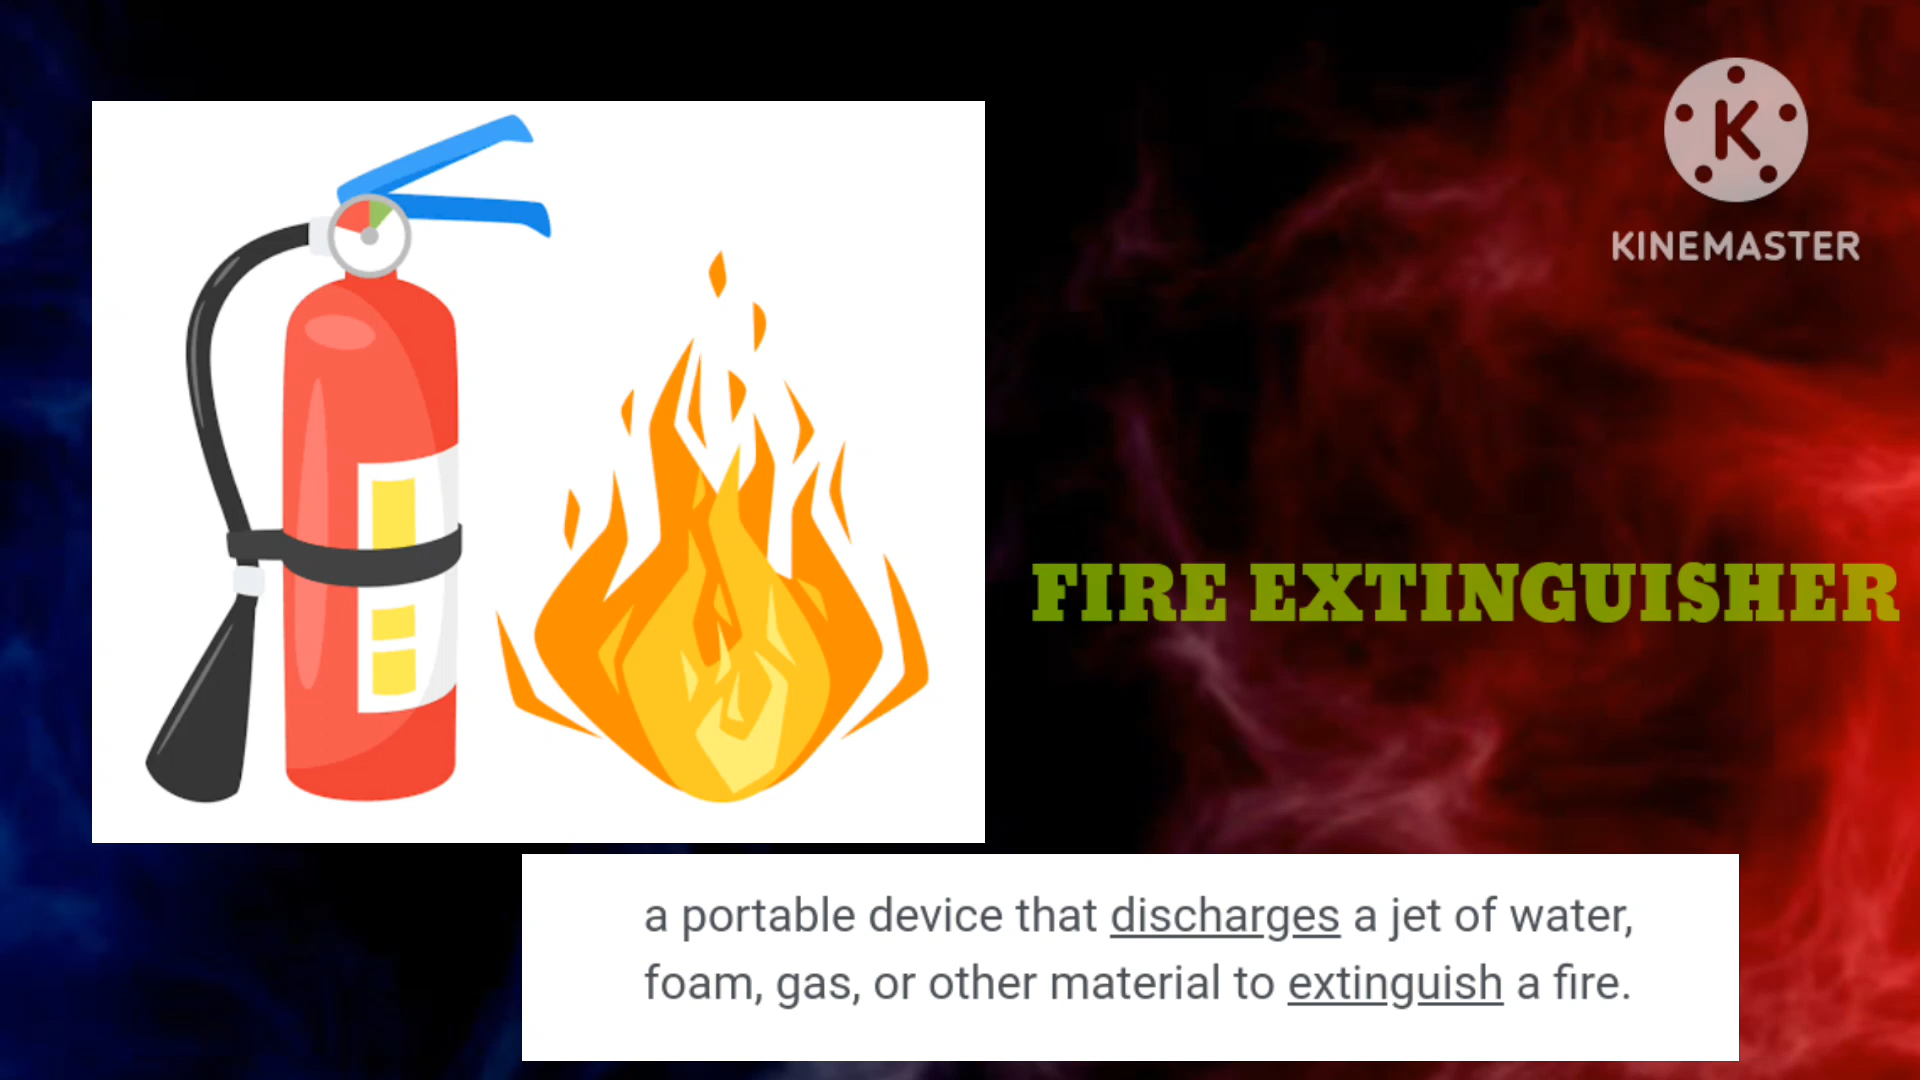 K
KINEMASTER
FIRE EXTINGUISHER
a portable device that discharges a jet of water,
foam, gas, or other material to extinguish a fire.